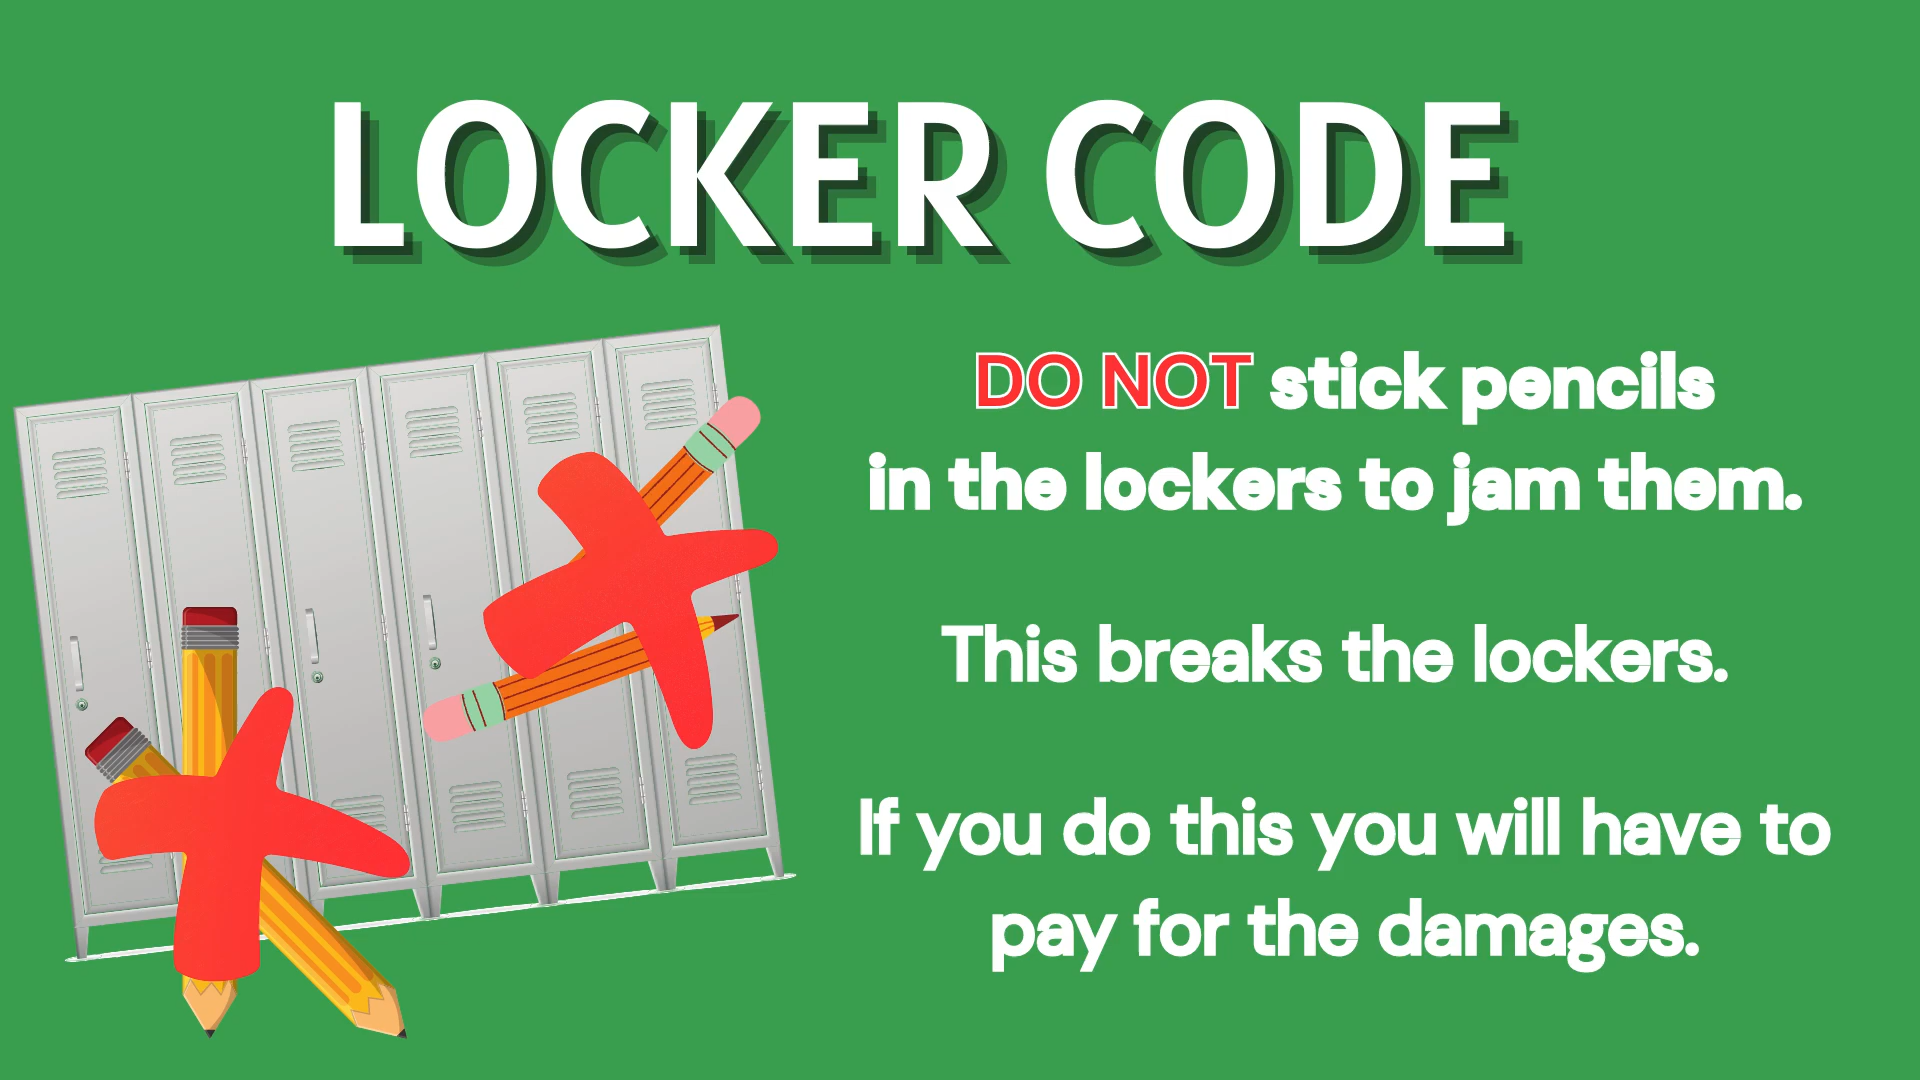 LOCKER CODE
DO NOT stick pencils
in the lockers to jam them.
This breaks the lockers.
If you do this you will have to
pay for the damages.